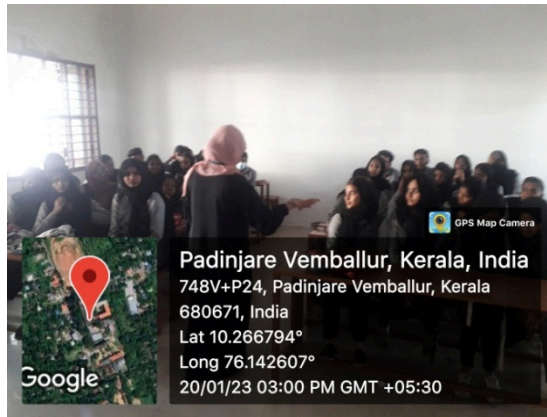 GPS Map Camera
Padinjare Vemballur, Kerala, India
748V+P24, Padinjare Vemballur, Kerala
680671, India
Lat 10.266794°
Long 76.142607°
20/01/23 03:00 PM GMT +05:30
Google